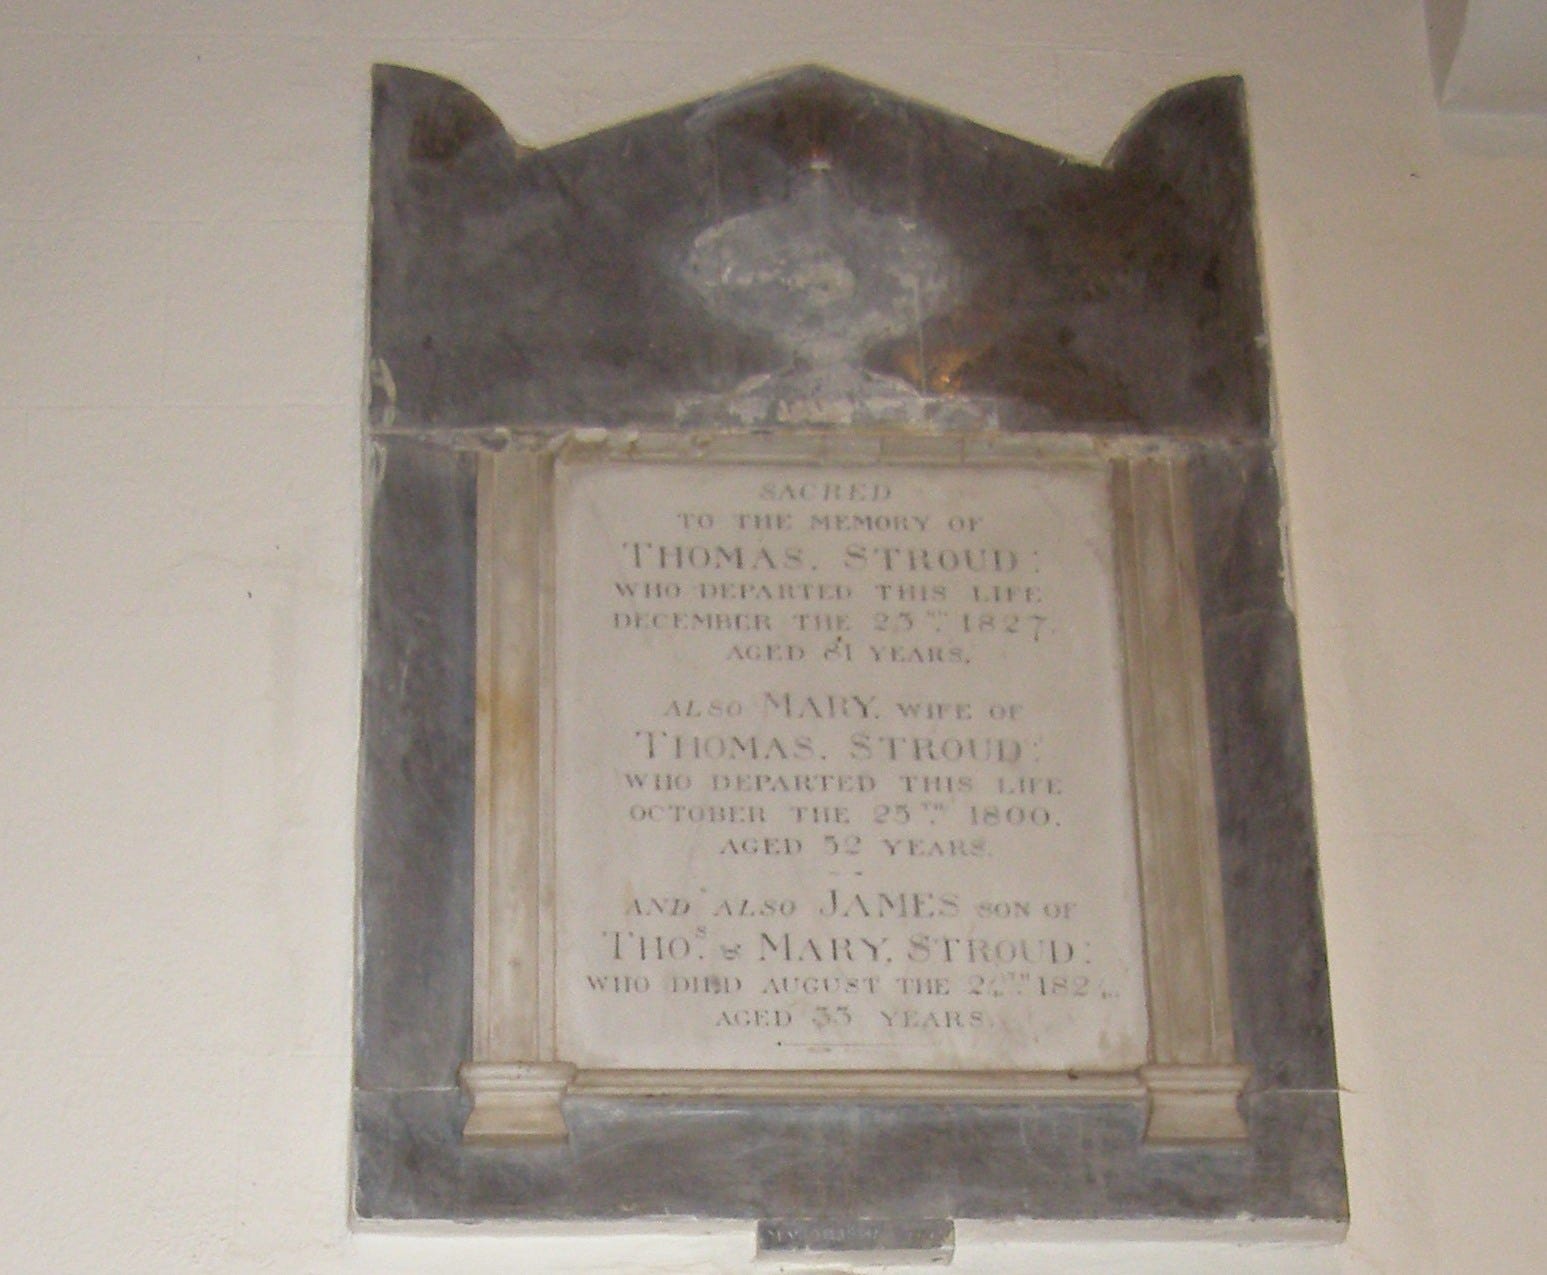 SACRED
TO THE MEMORY OF
THOMAS. STROUD:
WHO DEPARTED THIS LIFE
DECEMBER THE 1827.
AGED 81 YEARS.
ALSO MARY, WIFE OF
THOMAS. STROUD:
WHO DEPARTED THIS LIFE
OCTOBER THE 25TH. 1800.
AGED 52 YEARS.
AND ALSO JAMES SON OF
THOS. & MARY, STROUD:
WHO DIED AUGUST THE
AGED YEARS.